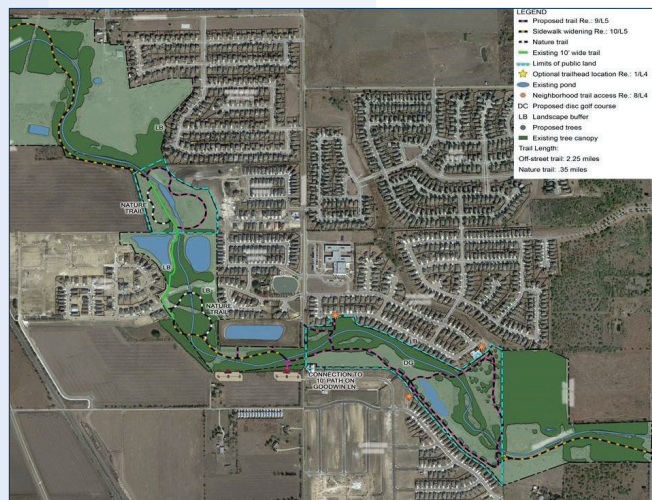 LEGEND
Proposed trail Re.: 9/L5
Sidewalk widening Re.: 10/L5
Nature trail
Existing 10' wide trail
Limits of public land
Optional trailhead location Re.: 1/L4
Existing pond
Neighborhood trail access Re.: 8/L4
DC Proposed disc golf course
LB Landscape buffer
Proposed trees
Existing tree canopy
Trail Length:
Off-street trail: 2.25 miles
Nature trail: .35 miles
LB
NATURE
TRAIL
LB
LB
NATURE
TRAIL
LB
DG
CONNECTION TO
10' PATH ON
GOODWIN LN.